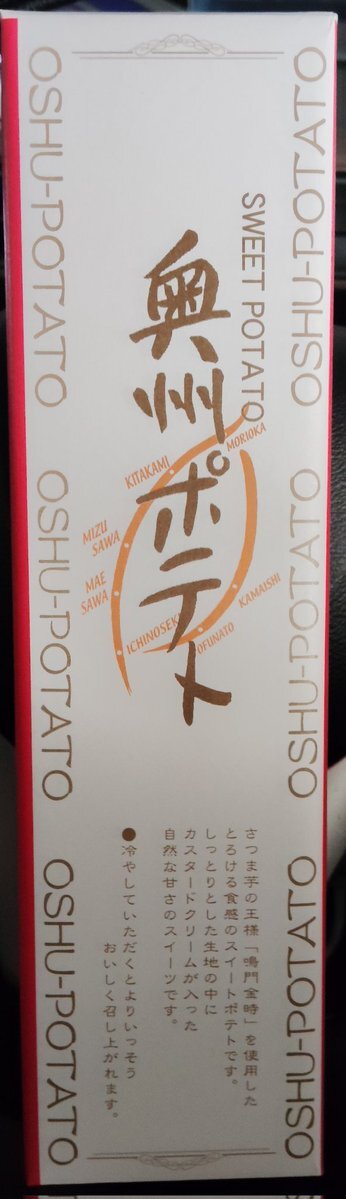 OSHU-POTATO OSHU-POTATO OSHU-POTATO
SWEET POTATO
奥州ポテト
MORIOKA
KITAKAMI
MIZU
SAWA
MAE
SAWA
ICHINOSEKI
OFUNATO
KAMAISHI
さつま芋の王様「鳴門金時」を使用した
とろける食感のスイートポテトです。
しっとりとした生地の中に
カスタードクリームが入った
自然な甘さのスイーツです。
●冷やしていただくとよりいっそう
おいしく召し上がれます。
OSHU-POTATO OSHU-POTATO OSHU-POTATO